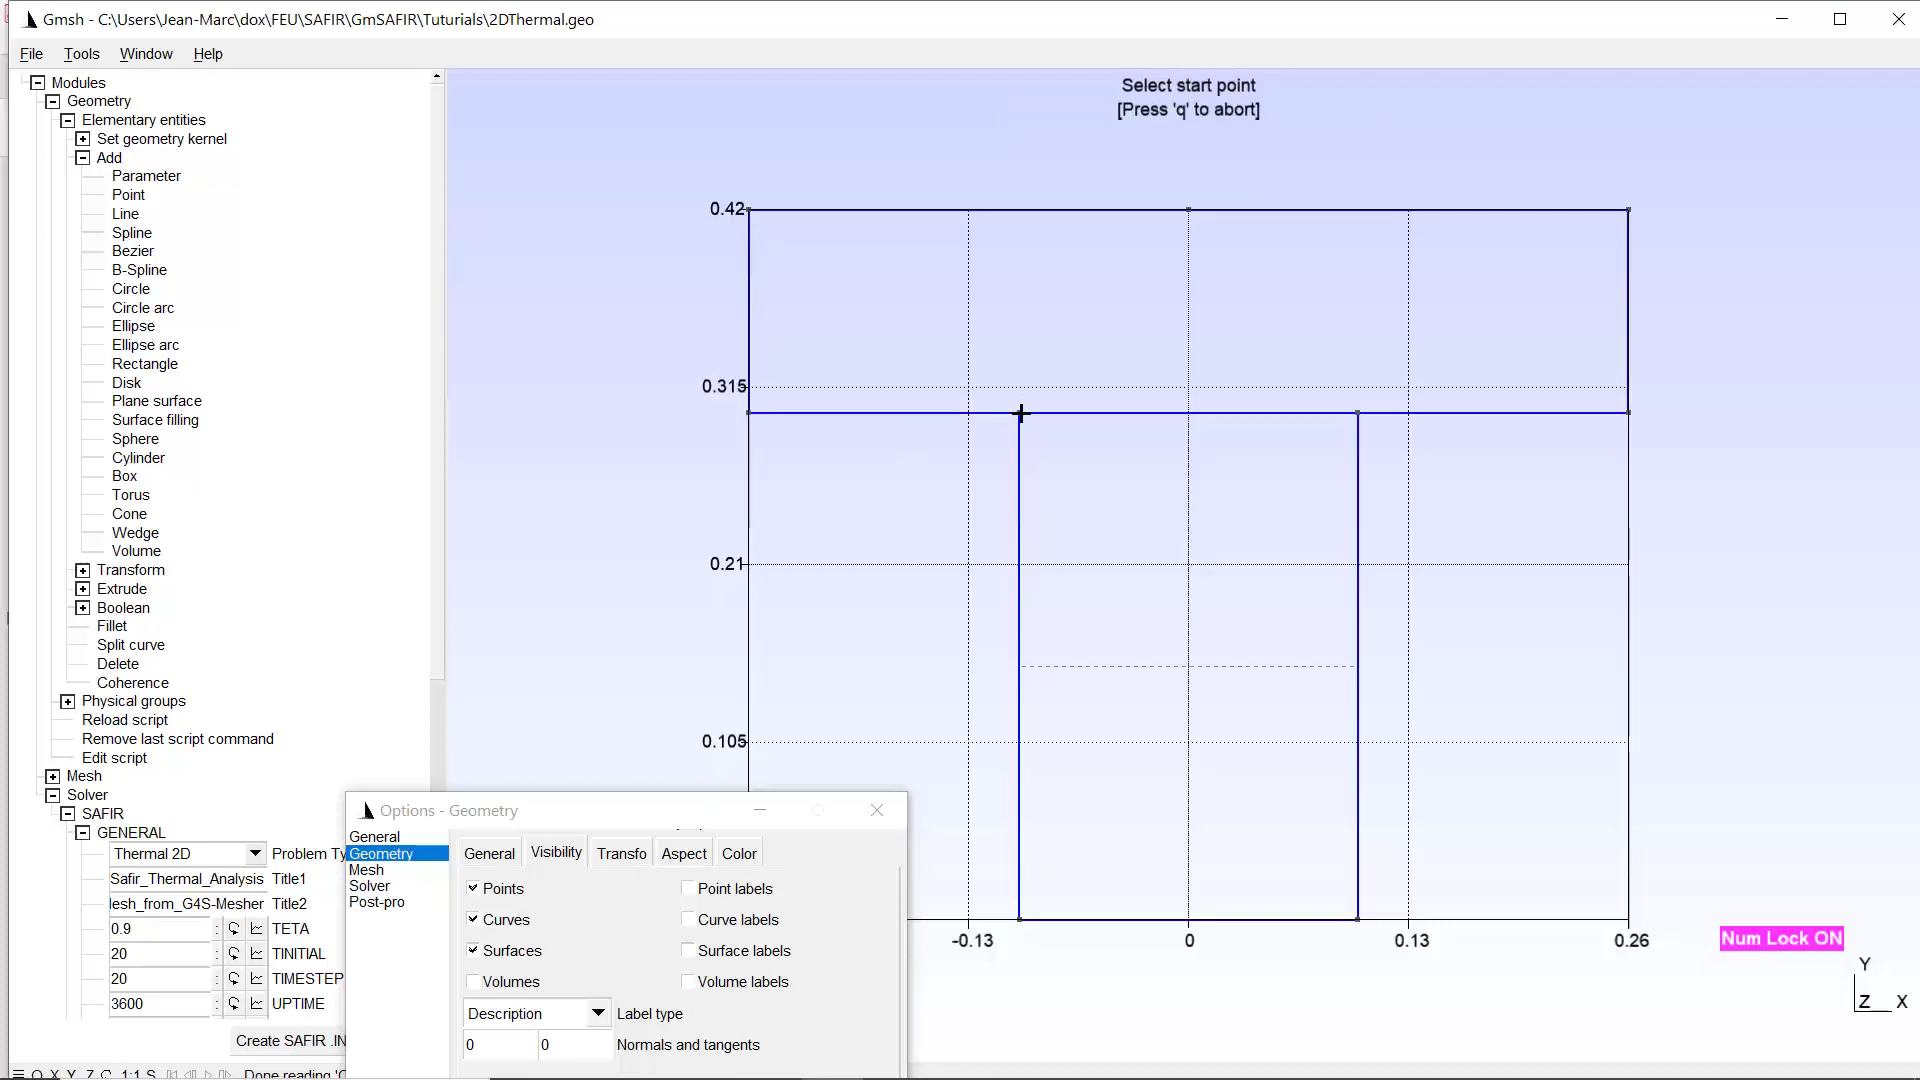 Gmsh - C:\Users\Jean-Marc\dox\FEU\SAFIR\GmSAFIR\Tuturials\2DThermal.geo
File Tools Window Help
Modules
Geometry
Elementary entities
Set geometry kernel
Add
Parameter
Point
Line
Spline
Bezier
B-Spline
Circle
Circle arc
Ellipse
Ellipse arc
Rectangle
Disk
Plane surface
Surface filling
Sphere
Cylinder
Box
Torus
Cone
Wedge
Volume
Transform
Extrude
Boolean
Fillet
Split curve
Delete
Coherence
Physical groups
Reload script
Remove last script command
Edit script
Mesh
Solver
SAFIR
GENERAL
Thermal 2D Problem Ty
Safir_Thermal_Analysis Title1
lesh_from_G4S-Mesher Title2
0.9 : TETA
20 : TINITIAL
20 : TIMESTEP
3600 : UPTIME
Create SAFIR .IN
O X Y Z 1:1 S Done reading 'C
Select start point
[Press 'q' to abort]
0.42
0.315
0.21
0.105
-0.13 0 0.13 0.26
Num Lock ON
Y
Z X
Options - Geometry
General
Geometry
Mesh
Solver
Post-pro
General Visibility Transfo Aspect Color
Points Point labels
Curves Curve labels
Surfaces Surface labels
Volumes Volume labels
Description Label type
0 0 Normals and tangents